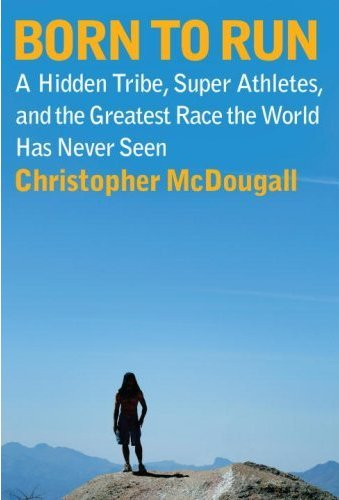 BORN TO RUN
A Hidden Tribe, Super Athletes,
and the Greatest Race the World
Has Never Seen
Christopher McDougall